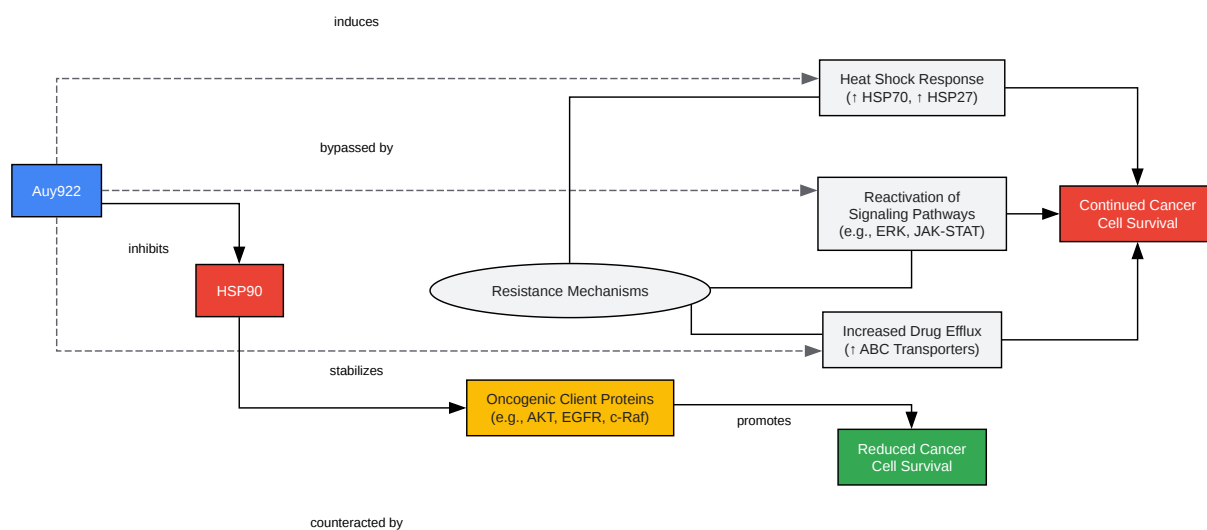 induces
Heat Shock Response
(↑ HSP70, ↑ HSP27)
bypassed by
Auy922
Reactivation of
Signaling Pathways
(e.g., ERK, JAK-STAT)
Continued Cancer
Cell Survival
inhibits
HSP90
Resistance Mechanisms
Increased Drug Efflux
(↑ ABC Transporters)
stabilizes
Oncogenic Client Proteins
(e.g., AKT, EGFR, c-Raf)
promotes
Reduced Cancer
Cell Survival
counteracted by